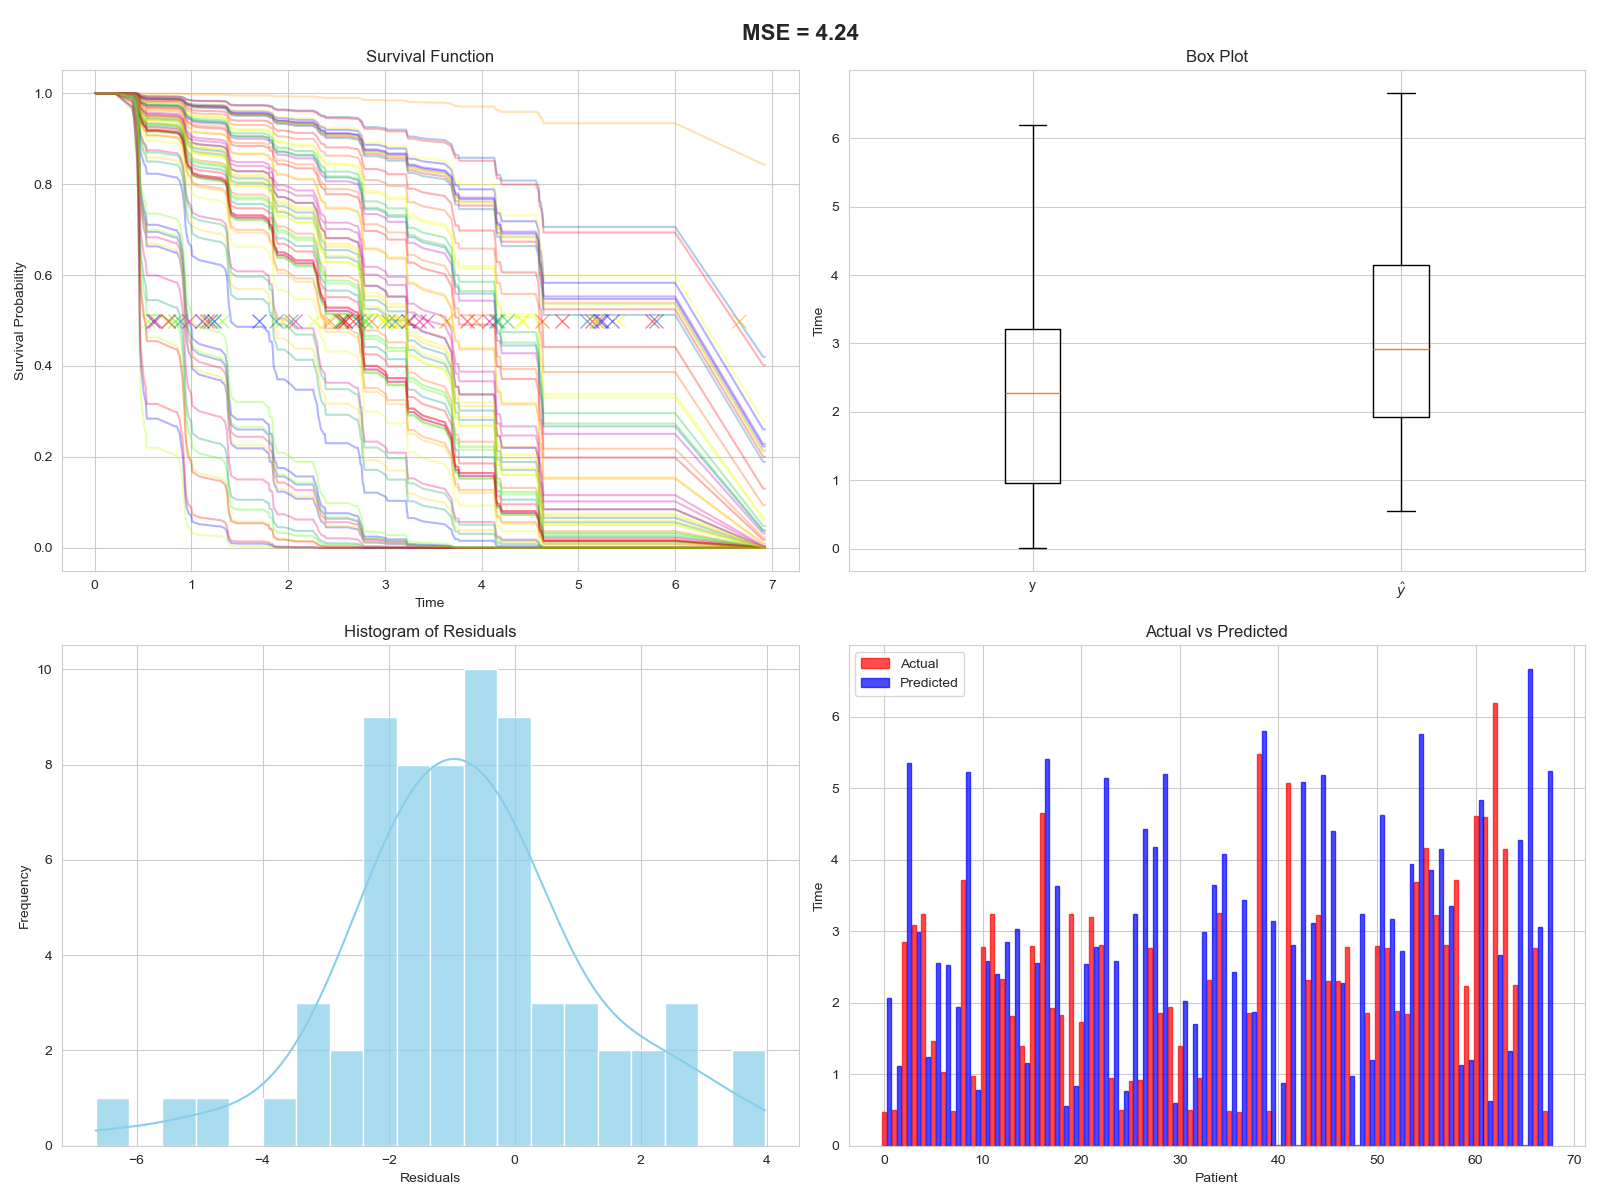 MSE = 4.24
Survival Function
1.0
0.8
0.6
0.4
0.2
0.0
Survival Probability
0 1 2 3 4 5 6 7
Time
Box Plot
6
5
4
3
2
1
0
Time
y ŷ
Histogram of Residuals
10
8
6
4
2
0
Frequency
−6 −4 −2 0 2 4
Residuals
Actual vs Predicted
Actual
Predicted
6
5
4
3
2
1
0
Time
0 10 20 30 40 50 60 70
Patient